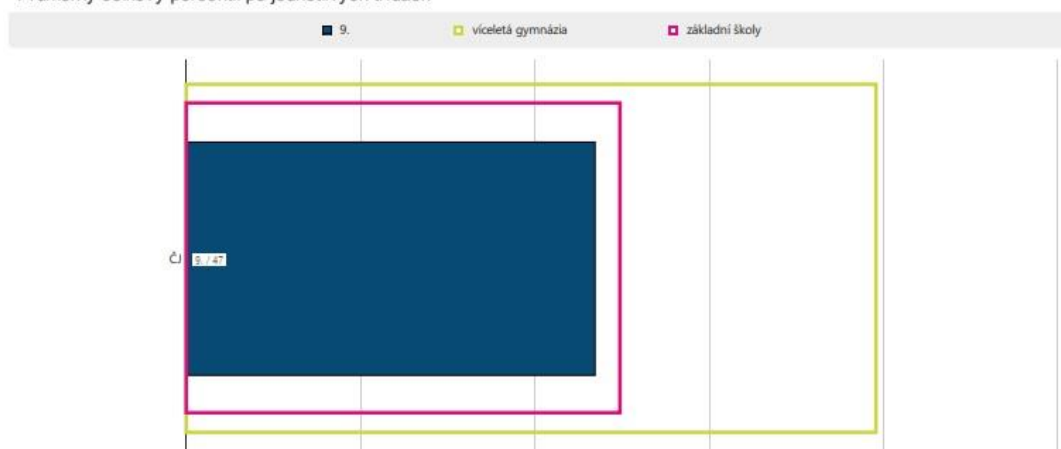 9. víceletá gymnázia základní školy
ČJ 9. / 47